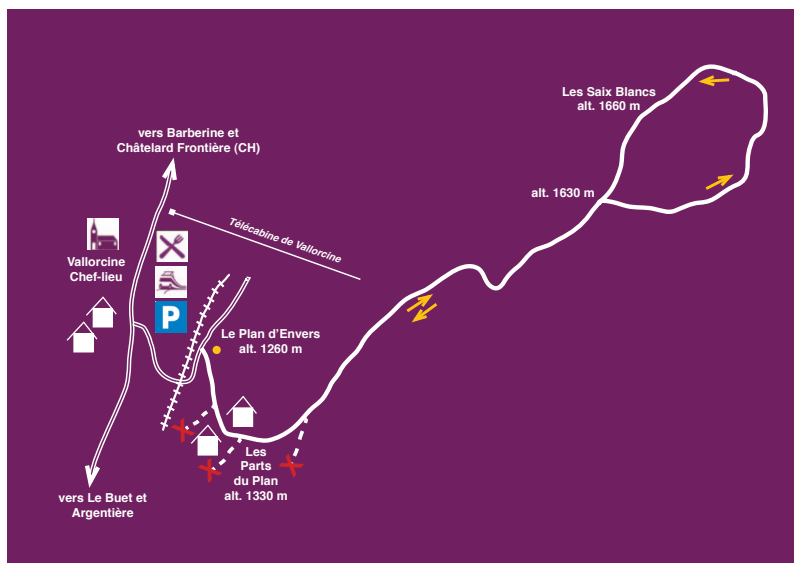 Les Saix Blancs
alt. 1660 m
vers Barberine et
Châtelard Frontière (CH)
alt. 1630 m
Télécabine de Vallorcine
Vallorcine
Chef-lieu
P
Le Plan d'Envers
alt. 1260 m
Les
Parts
du Plan
alt. 1330 m
vers Le Buet et
Argentière